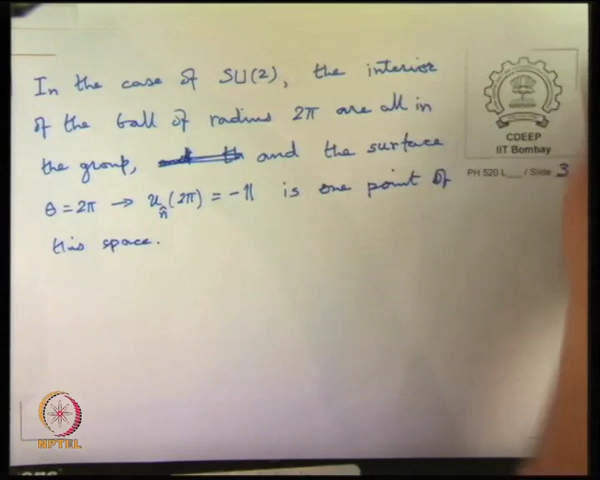 In the case of SU(2), the interior
of the ball of radius 2π are all in
the group, and the surface
θ = 2π → U_n̂(2π) = -𝟙 is one point of
this space.
CDEEP
IIT Bombay
PH 520 L___ / Slide 3
NPTEL